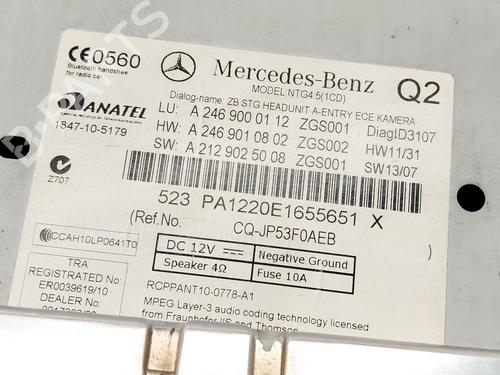 CE0560
Bluetooth handsfree
for radio car
Mercedes-Benz
Q2
MODEL NTG4.5(1CD)
Dialog-name: ZB STG HEADUNIT A-ENTRY ECE KAMERA
ANATEL
1847-10-5179
LU: A 246 900 01 12 ZGS001 DiagID3107
HW: A 246 901 08 02 ZGS002 HW11/31
SW: A 212 902 50 08 ZGS001 SW13/07
Z707
523 PA1220E1655651 X
(Ref.No. CQ-JP53F0AEB
CCAH10LP0641T0
DC 12V Negative Ground
Speaker 4Ω Fuse 10A
TRA
REGISTERED No:
ER0039619/10
DEALER No:
RCPPANT10-0778-A1
MPEG Layer-3 audio coding technology licensed
from Fraunhofer IIS and Thomson